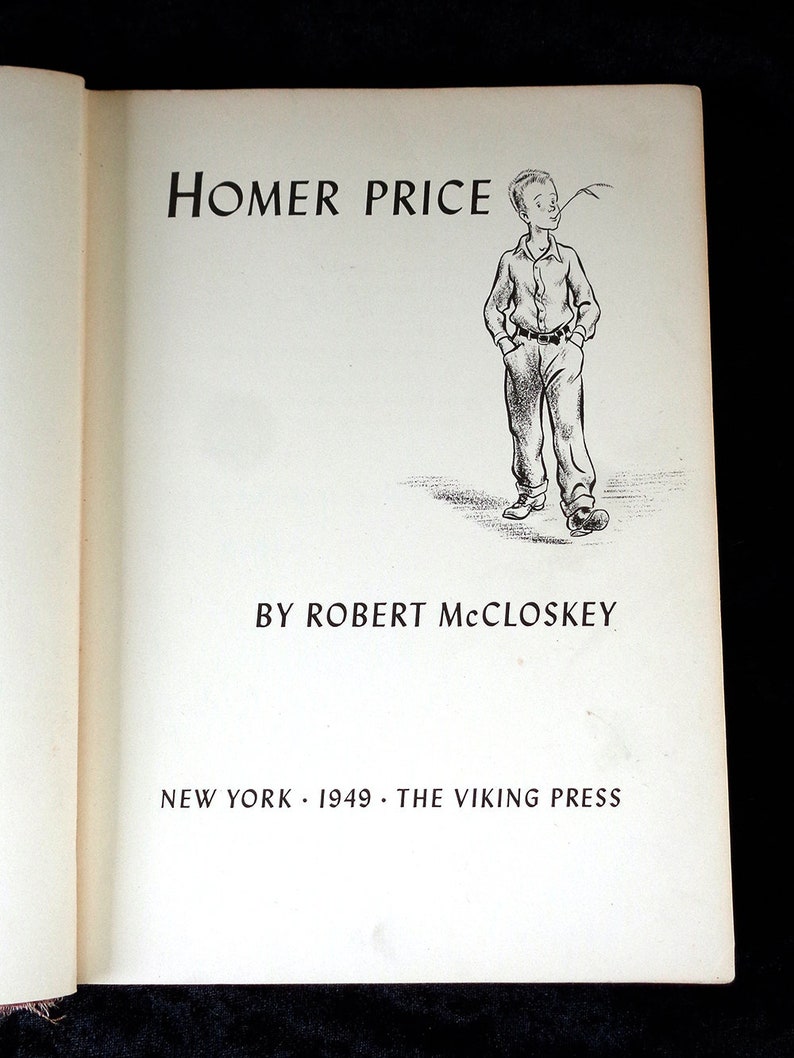 HOMER PRICE
BY ROBERT McCLOSKEY
NEW YORK · 1949 · THE VIKING PRESS